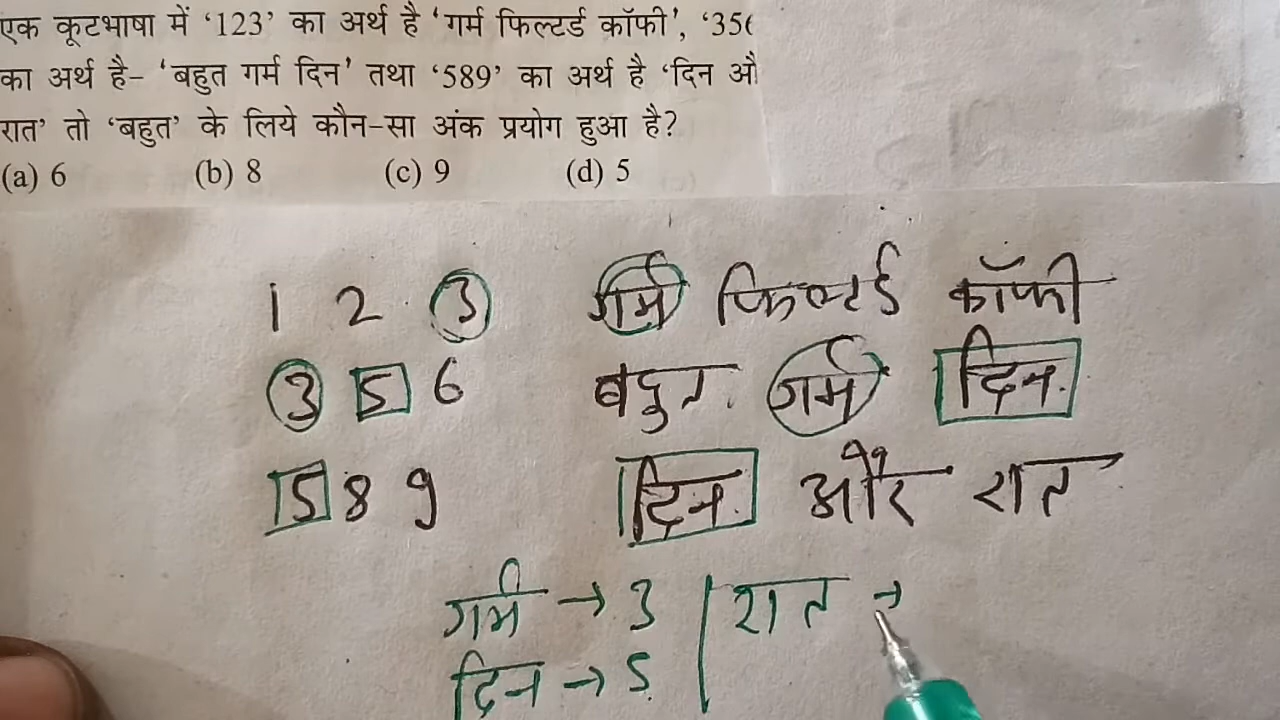 एक कूटभाषा में ‘123’ का अर्थ है ‘गर्म फिल्टर्ड कॉफी’, ‘356
का अर्थ है– ‘बहुत गर्म दिन’ तथा ‘589’ का अर्थ है ‘दिन औ
रात’ तो ‘बहुत’ के लिये कौन-सा अंक प्रयोग हुआ है?
(a) 6 (b) 8 (c) 9 (d) 5
1 2 3 गर्म फिल्टर्ड कॉफी
3 5 6 बहुत गर्म दिन
5 8 9 दिन और रात
गर्म → 3 | रात →
दिन → 5